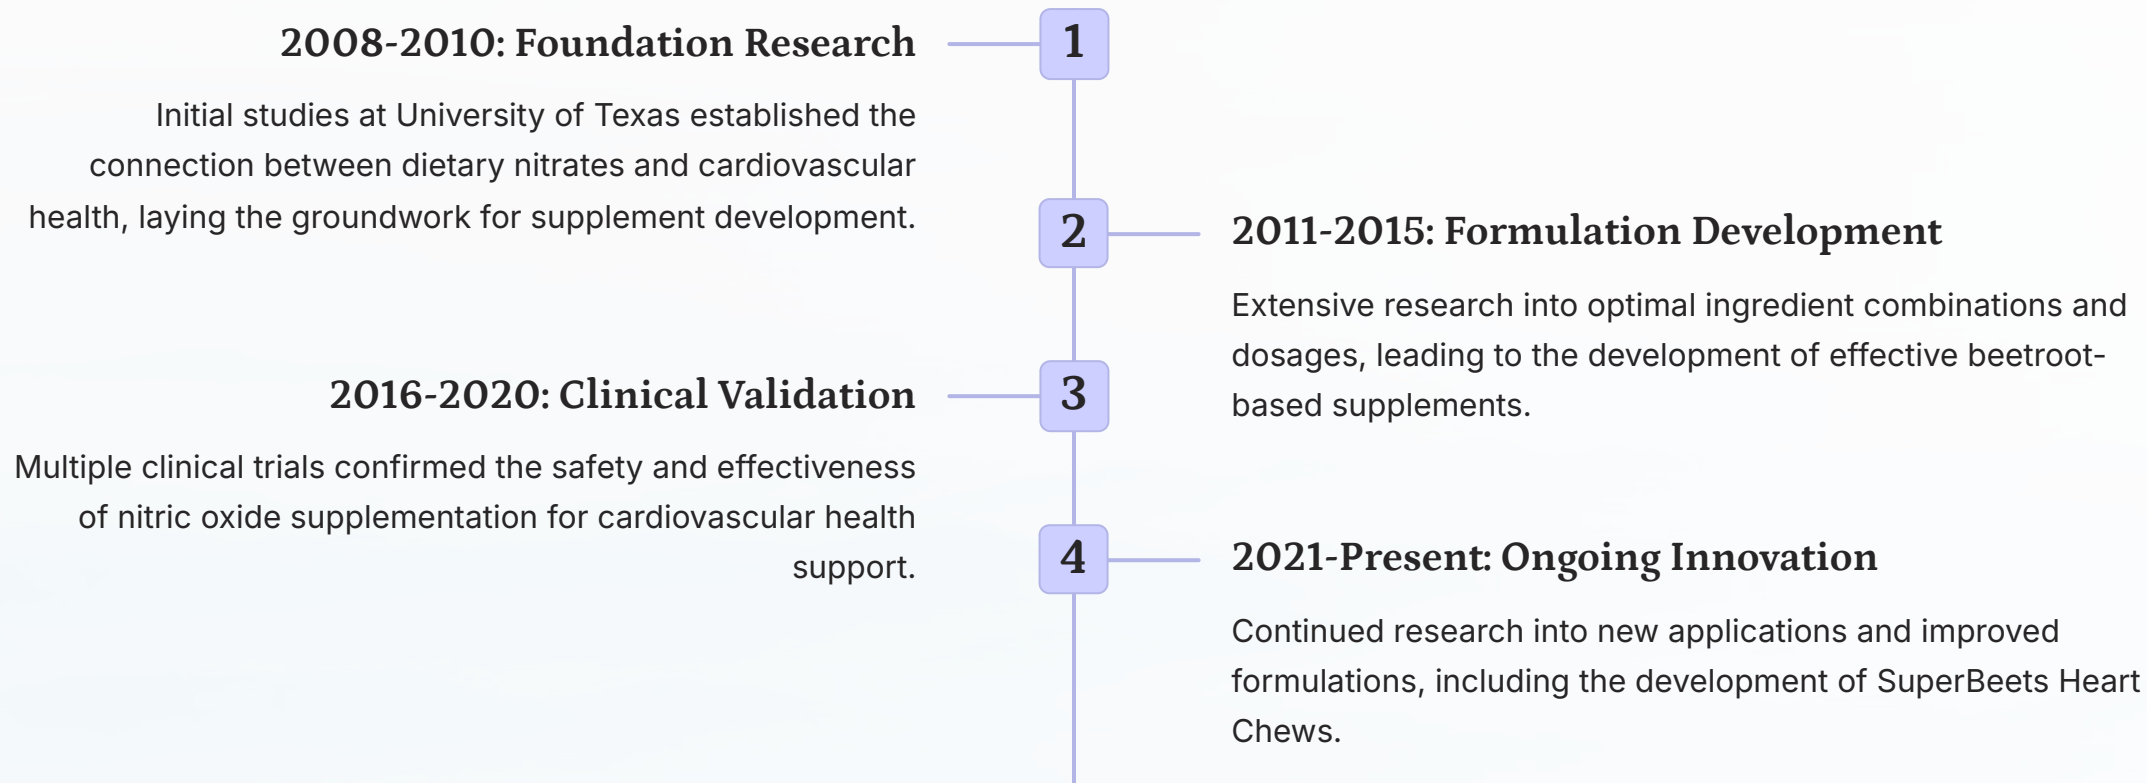 2008-2010: Foundation Research
1
Initial studies at University of Texas established the
connection between dietary nitrates and cardiovascular
health, laying the groundwork for supplement development.
2
2011-2015: Formulation Development
Extensive research into optimal ingredient combinations and
dosages, leading to the development of effective beetroot-
based supplements.
2016-2020: Clinical Validation
3
Multiple clinical trials confirmed the safety and effectiveness
of nitric oxide supplementation for cardiovascular health
support.
4
2021-Present: Ongoing Innovation
Continued research into new applications and improved
formulations, including the development of SuperBeets Heart
Chews.